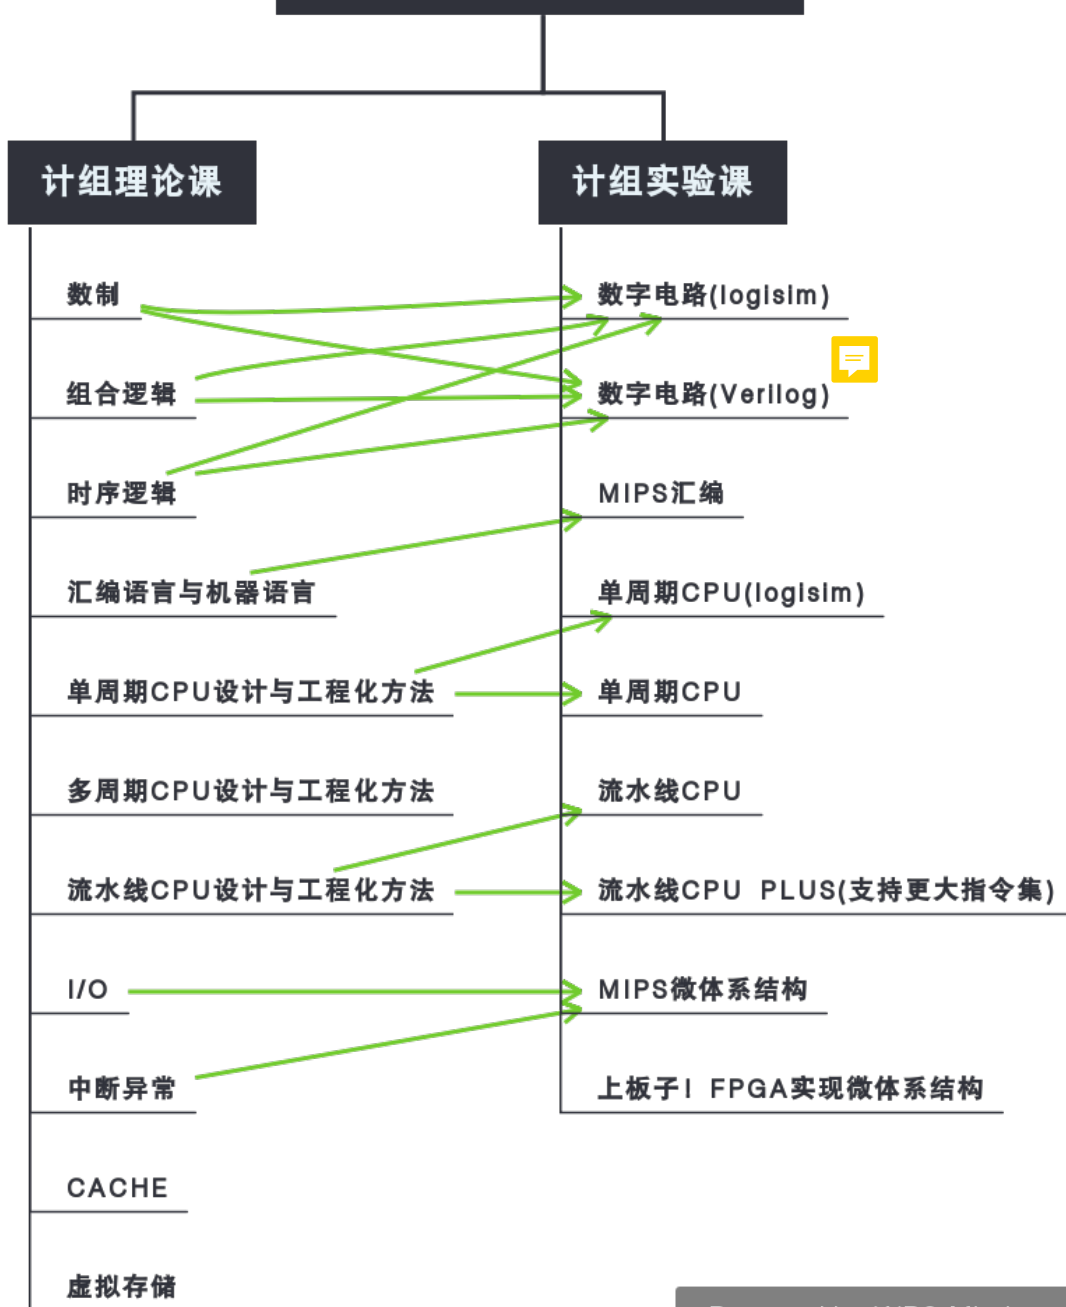 计组理论课
计组实验课
数制
数字电路(logisim)
组合逻辑
数字电路(Verilog)
时序逻辑
MIPS汇编
汇编语言与机器语言
单周期CPU(logisim)
单周期CPU设计与工程化方法
单周期CPU
多周期CPU设计与工程化方法
流水线CPU
流水线CPU设计与工程化方法
流水线CPU PLUS(支持更大指令集)
I/O
MIPS微体系结构
中断异常
上板子! FPGA实现微体系结构
CACHE
虚拟存储